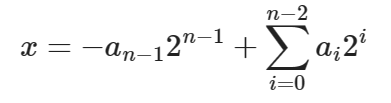 $x = -a_{n-1}2^{n-1} + \sum_{i=0}^{n-2} a_i 2^i$